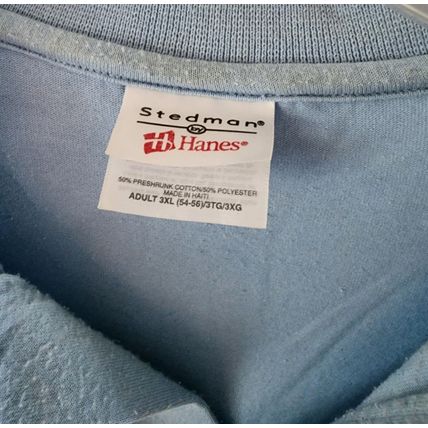 Stedman®
by
H Hanes®
50% PRESHRUNK COTTON/50% POLYESTER
MADE IN HAITI
ADULT 3XL (54-56)/3TG/3XG